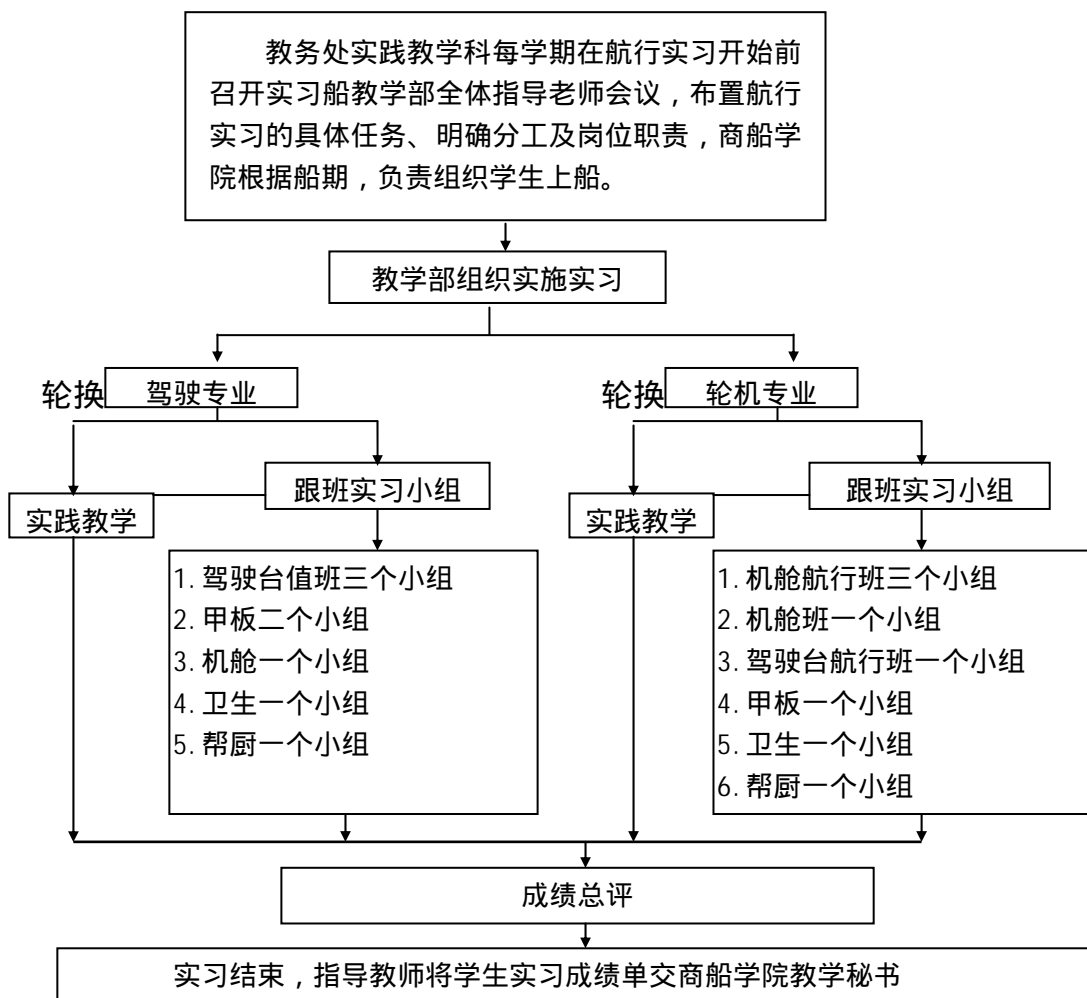 教务处实践教学科每学期在航行实习开始前
召开实习船教学部全体指导老师会议，布置航行
实习的具体任务、明确分工及岗位职责，商船学
院根据船期，负责组织学生上船。
教学部组织实施实习
轮换
驾驶专业
轮换
轮机专业
跟班实习小组
实践教学
跟班实习小组
实践教学
1. 驾驶台值班三个小组
2. 甲板二个小组
3. 机舱一个小组
4. 卫生一个小组
5. 帮厨一个小组
1. 机舱航行班三个小组
2. 机舱班一个小组
3. 驾驶台航行班一个小组
4. 甲板一个小组
5. 卫生一个小组
6. 帮厨一个小组
成绩总评
实习结束，指导教师将学生实习成绩单交商船学院教学秘书